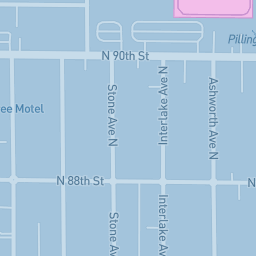 Pilling
N 90th St
Stone Ave N
Interlake Ave N
Ashworth Ave N
ee Motel
N 88th St
N
Stone Av
Interlake Av